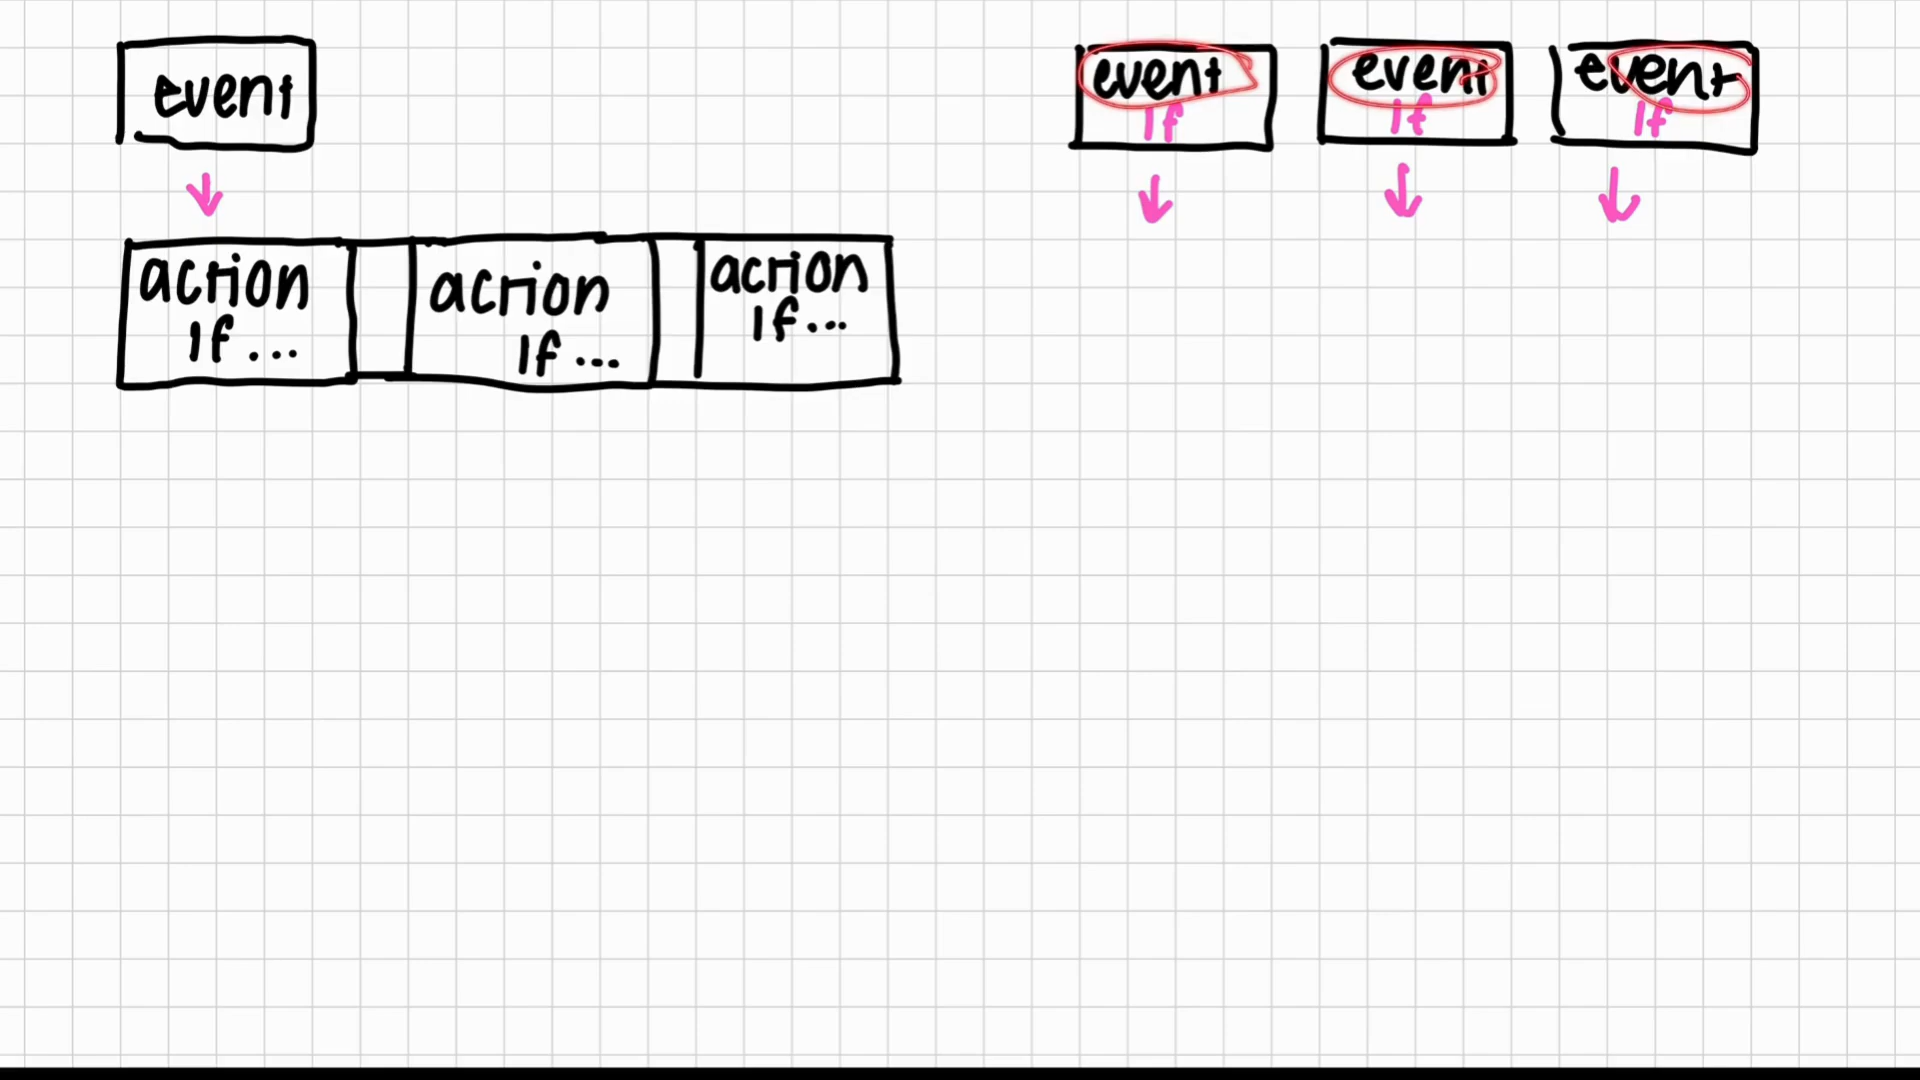 event
action
If ...
action
If ...
action
If ...
event
If
event
If
event
If